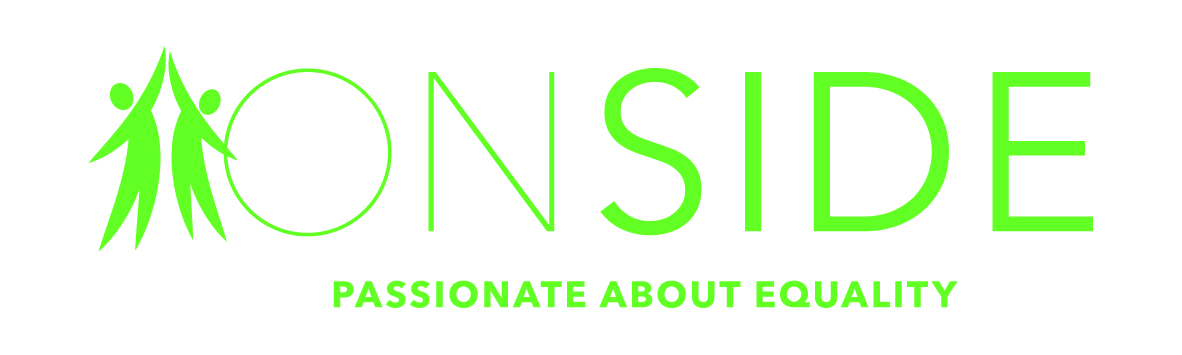 ONSIDE
PASSIONATE ABOUT EQUALITY